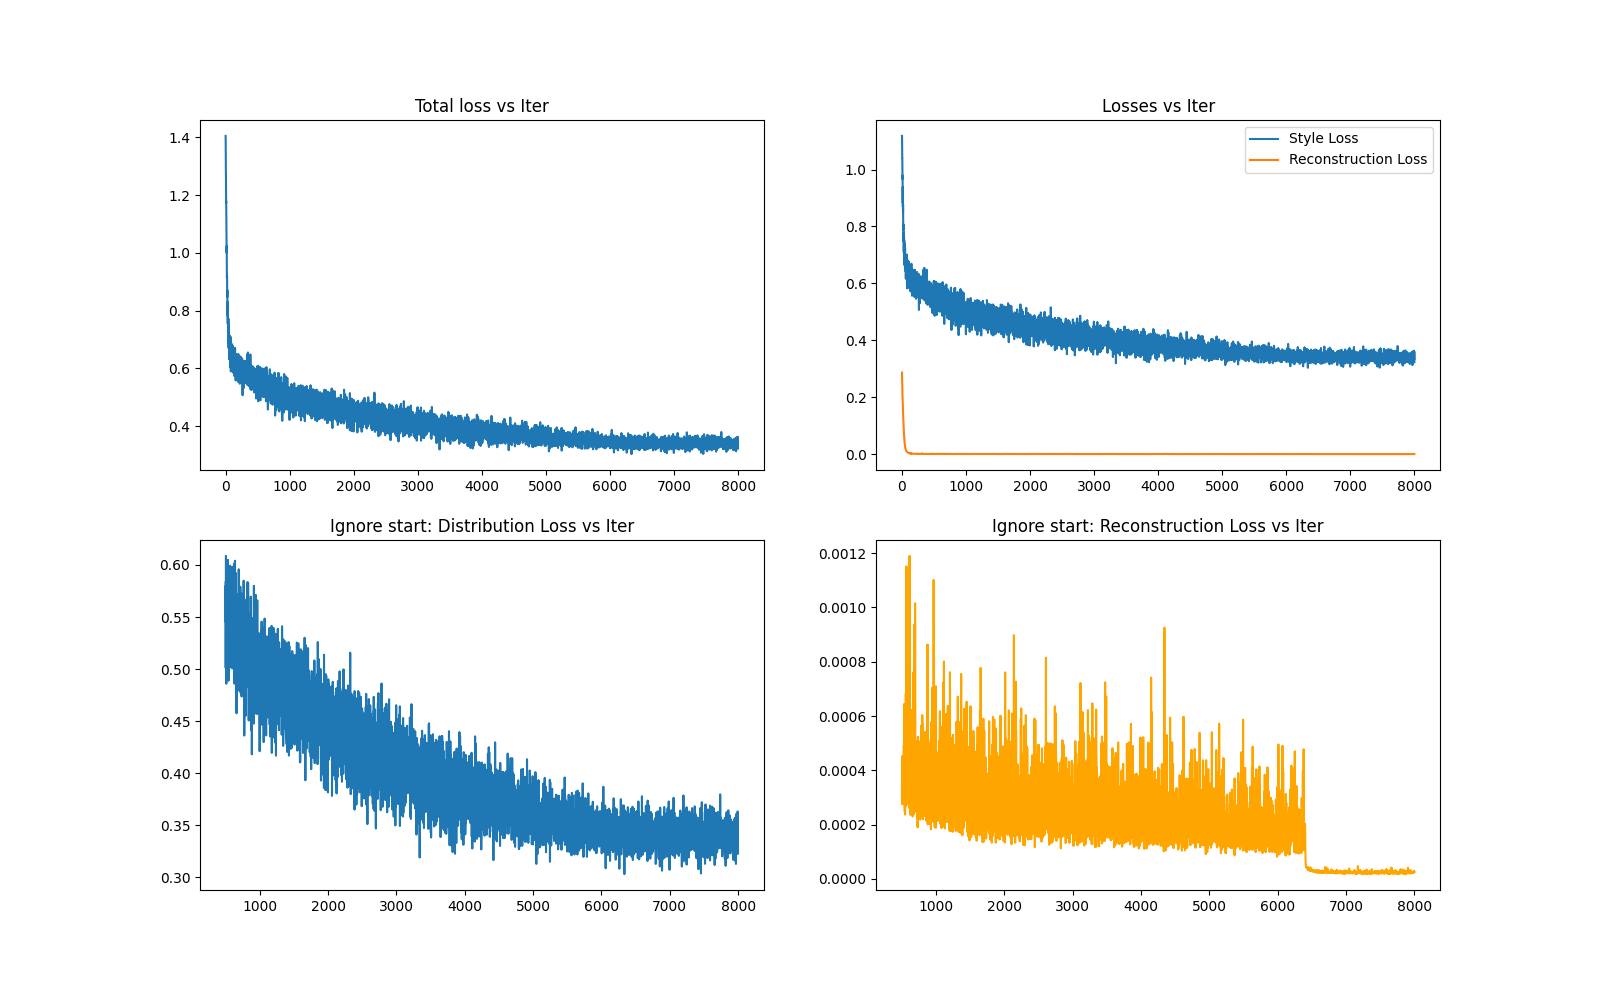 Total loss vs Iter
1.4
1.2
1.0
0.8
0.6
0.4
0 1000 2000 3000 4000 5000 6000 7000 8000
Losses vs Iter
Style Loss
Reconstruction Loss
1.0
0.8
0.6
0.4
0.2
0.0
0 1000 2000 3000 4000 5000 6000 7000 8000
Ignore start: Distribution Loss vs Iter
0.60
0.55
0.50
0.45
0.40
0.35
0.30
1000 2000 3000 4000 5000 6000 7000 8000
Ignore start: Reconstruction Loss vs Iter
0.0012
0.0010
0.0008
0.0006
0.0004
0.0002
0.0000
1000 2000 3000 4000 5000 6000 7000 8000